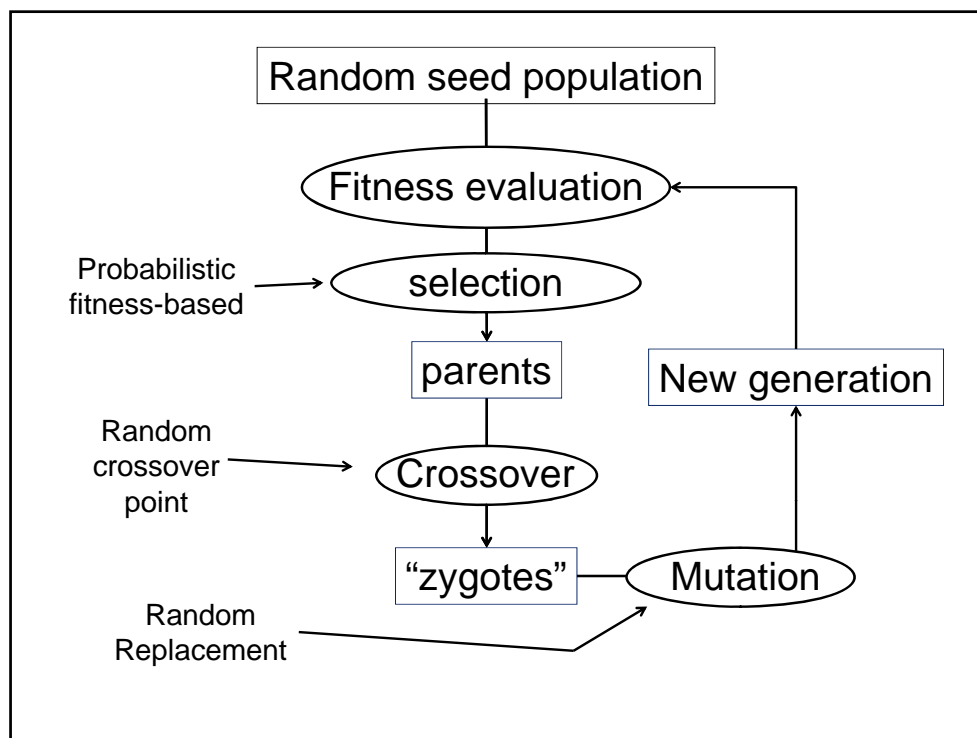 Random seed population
Fitness evaluation
Probabilistic
fitness-based
selection
parents
New generation
Random
crossover
point
Crossover
“zygotes”
Mutation
Random
Replacement